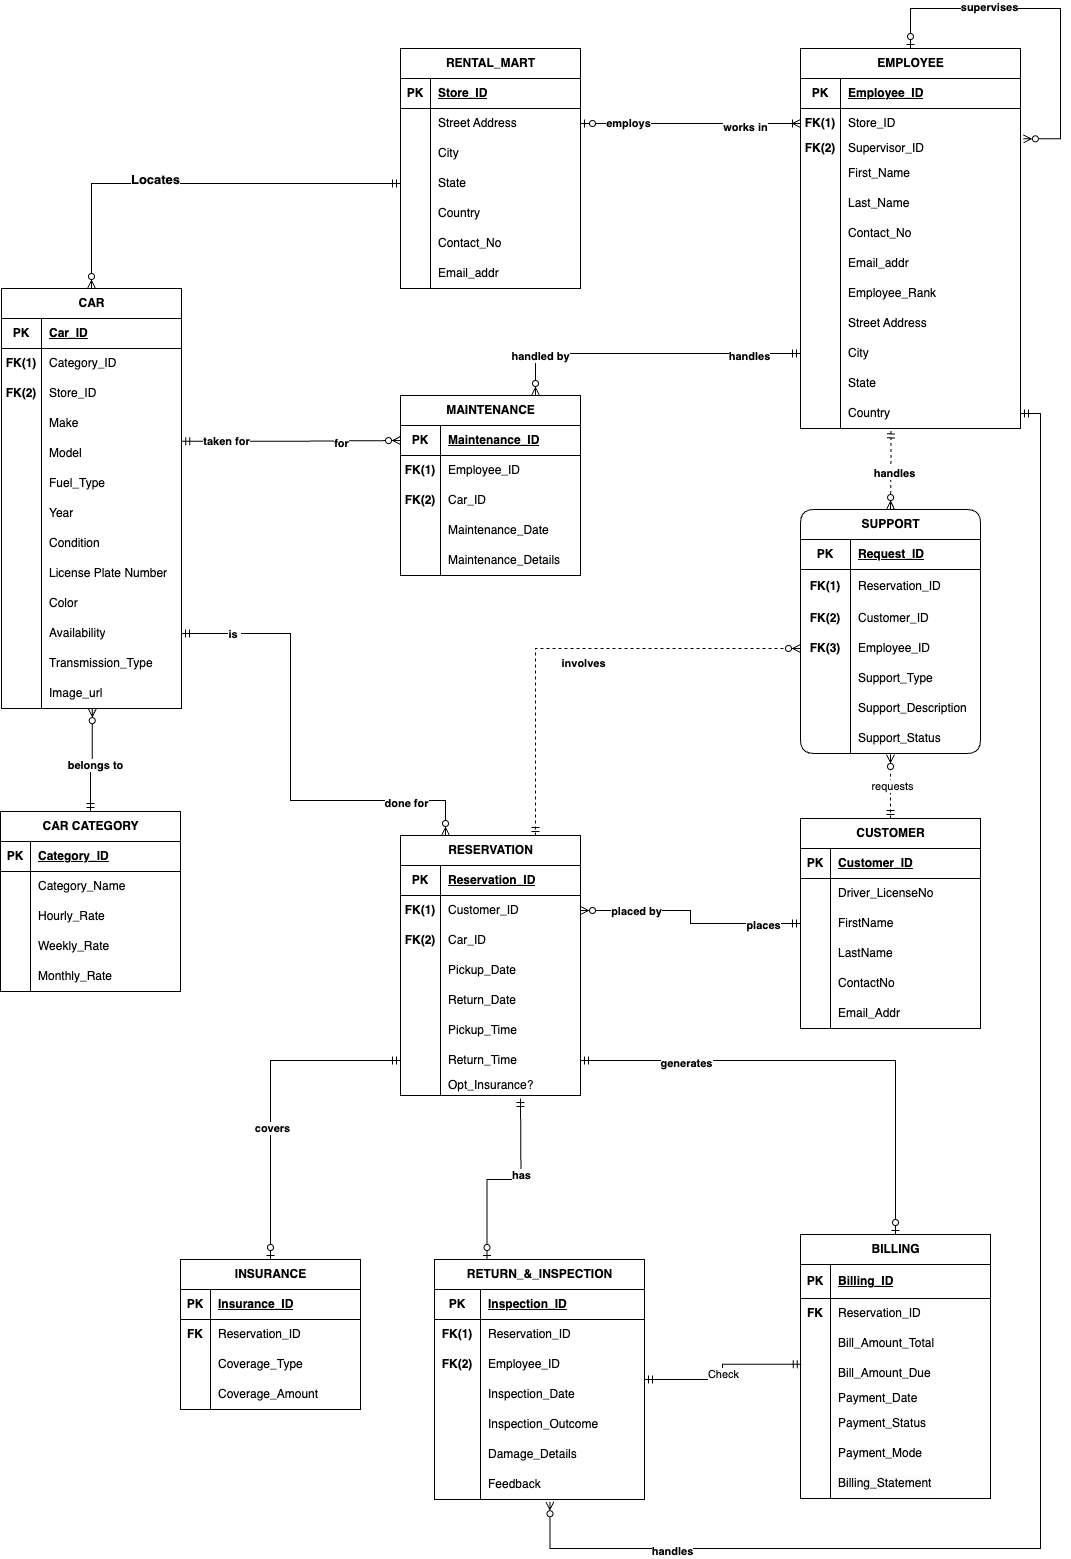 supervises
RENTAL_MART
PK Store_ID
Street Address
City
State
Country
Contact_No
Email_addr
EMPLOYEE
PK Employee_ID
FK(1) Store_ID
FK(2) Supervisor_ID
First_Name
Last_Name
Contact_No
Email_addr
Employee_Rank
Street Address
City
State
Country
employs
works in
Locates
CAR
PK Car_ID
FK(1) Category_ID
FK(2) Store_ID
Make
Model
Fuel_Type
Year
Condition
License Plate Number
Color
Availability
Transmission_Type
Image_url
handled by
handles
MAINTENANCE
PK Maintenance_ID
FK(1) Employee_ID
FK(2) Car_ID
Maintenance_Date
Maintenance_Details
taken for
for
handles
SUPPORT
PK Request_ID
FK(1) Reservation_ID
FK(2) Customer_ID
FK(3) Employee_ID
Support_Type
Support_Description
Support_Status
is
involves
belongs to
requests
done for
CAR CATEGORY
PK Category_ID
Category_Name
Hourly_Rate
Weekly_Rate
Monthly_Rate
RESERVATION
PK Reservation_ID
FK(1) Customer_ID
FK(2) Car_ID
Pickup_Date
Return_Date
Pickup_Time
Return_Time
Opt_Insurance?
CUSTOMER
PK Customer_ID
Driver_LicenseNo
FirstName
LastName
ContactNo
Email_Addr
placed by
places
generates
covers
has
INSURANCE
PK Insurance_ID
FK Reservation_ID
Coverage_Type
Coverage_Amount
RETURN_&_INSPECTION
PK Inspection_ID
FK(1) Reservation_ID
FK(2) Employee_ID
Inspection_Date
Inspection_Outcome
Damage_Details
Feedback
BILLING
PK Billing_ID
FK Reservation_ID
Bill_Amount_Total
Bill_Amount_Due
Payment_Date
Payment_Status
Payment_Mode
Billing_Statement
Check
handles